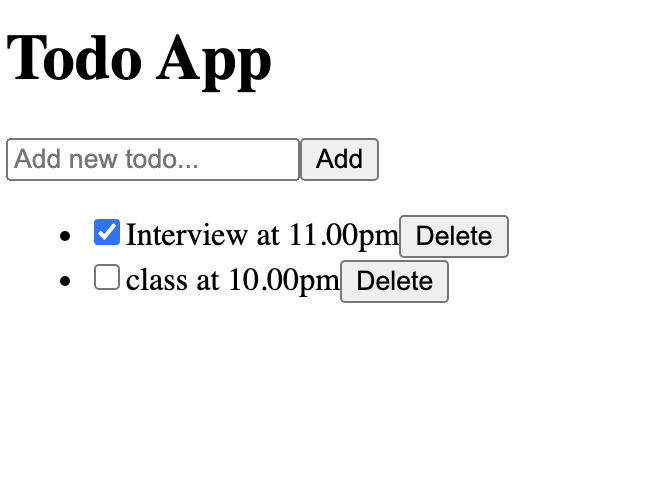 Todo App
Add new todo... Add
Interview at 11.00pm Delete
class at 10.00pm Delete